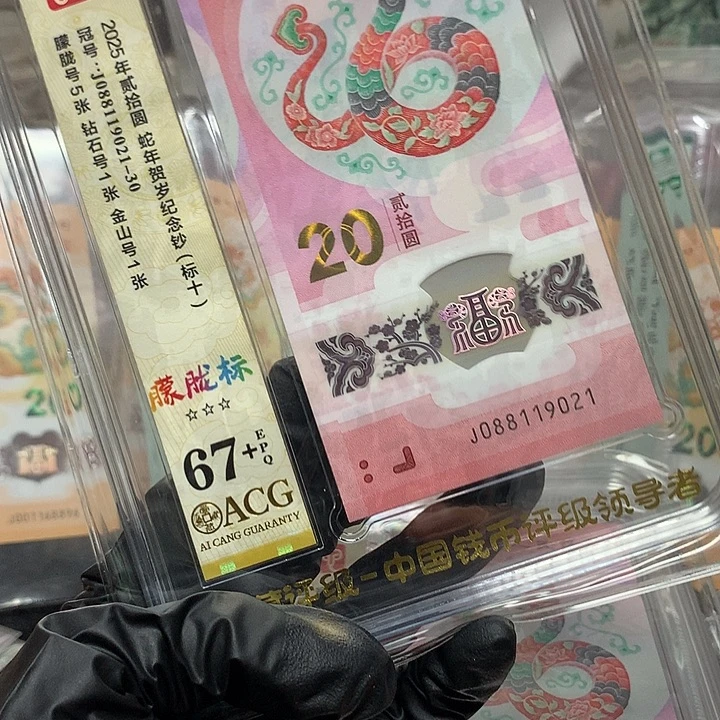 2025年贰拾圆 蛇年贺岁纪念钞(标十)
冠号:J088119021-30
朦胧号5张 钻石号1张 金山号1张
朦胧标
☆☆☆
67+EPQ
ACG
AI CANG GUARANTY
20
贰拾圆
J088119021
评级-中国钱币评级领导者